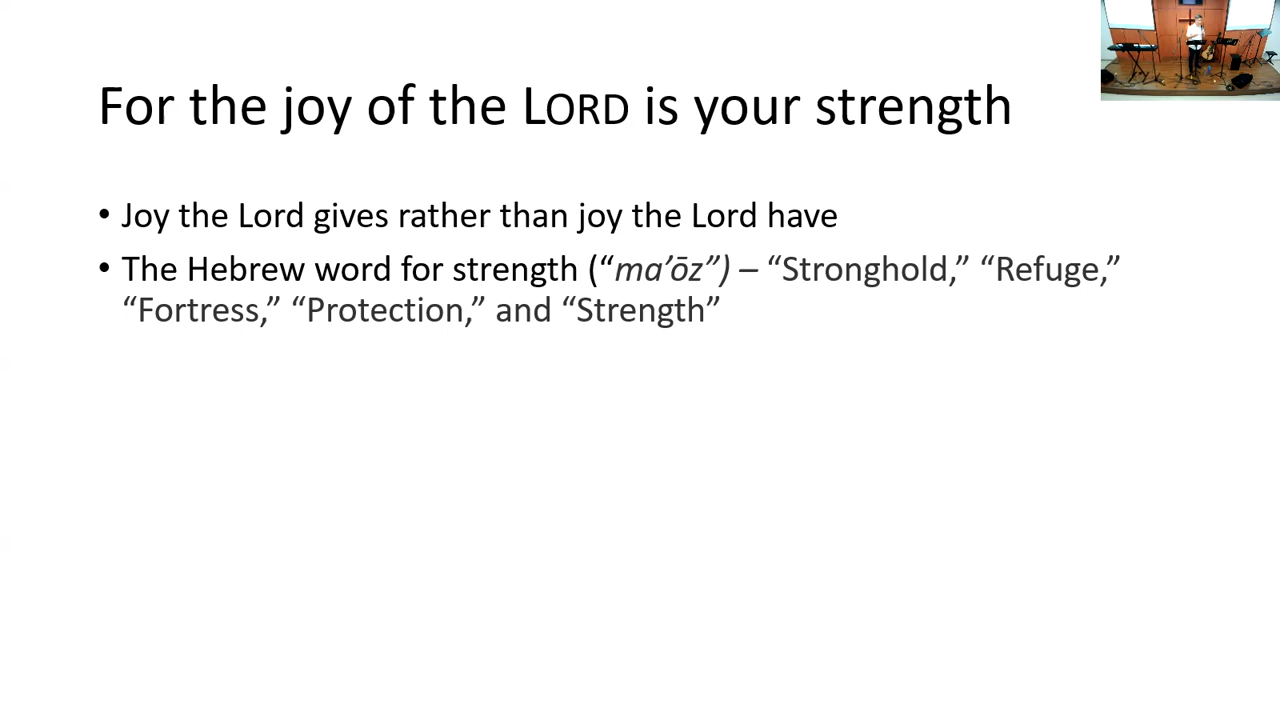 For the joy of the LORD is your strength
• Joy the Lord gives rather than joy the Lord have
• The Hebrew word for strength (“ma’ōz”) – “Stronghold,” “Refuge,”
“Fortress,” “Protection,” and “Strength”